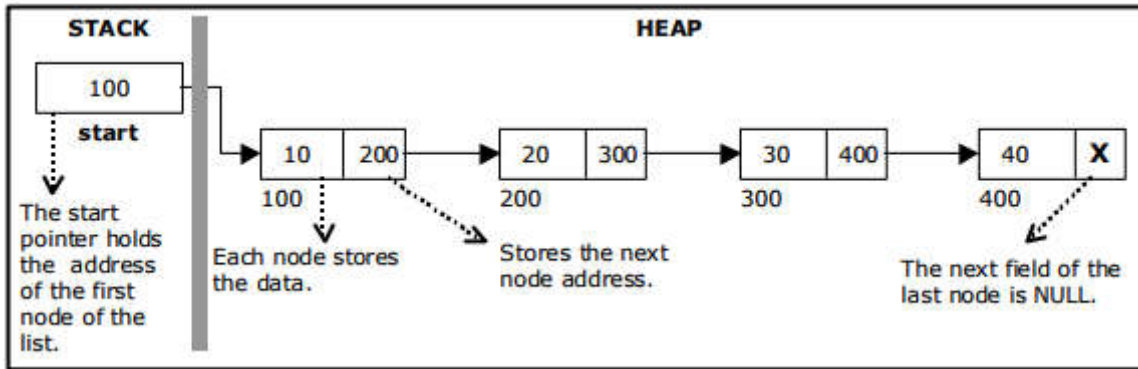 STACK
HEAP
100
start
10 200
100
20 300
200
30 400
300
40 X
400
The start
pointer holds
the address
of the first
node of the
list.
Each node stores
the data.
Stores the next
node address.
The next field of the
last node is NULL.